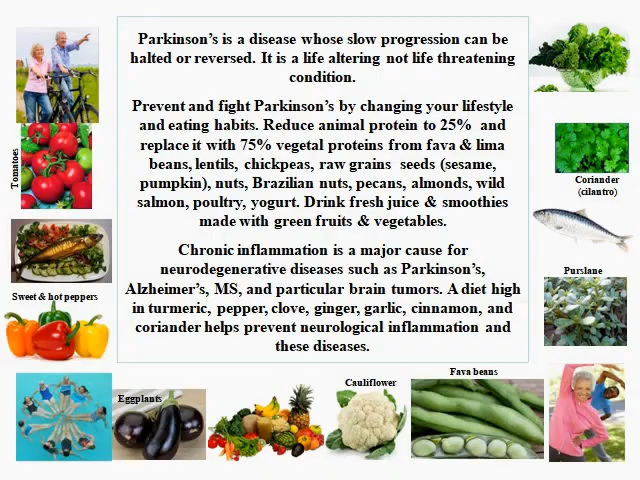 Parkinson's is a disease whose slow progression can be
halted or reversed. It is a life altering not life threatening
condition.
Prevent and fight Parkinson's by changing your lifestyle
and eating habits. Reduce animal protein to 25% and
replace it with 75% vegetal proteins from fava & lima
beans, lentils, chickpeas, raw grains seeds (sesame,
pumpkin), nuts, Brazilian nuts, pecans, almonds, wild
salmon, poultry, yogurt. Drink fresh juice & smoothies
made with green fruits & vegetables.
Chronic inflammation is a major cause for
neurodegenerative diseases such as Parkinson's,
Alzheimer's, MS, and particular brain tumors. A diet high
in turmeric, pepper, clove, ginger, garlic, cinnamon, and
coriander helps prevent neurological inflammation and
these diseases.
Tomatoes
Coriander
(cilantro)
Purslane
Sweet & hot peppers
Eggplants
Cauliflower
Fava beans